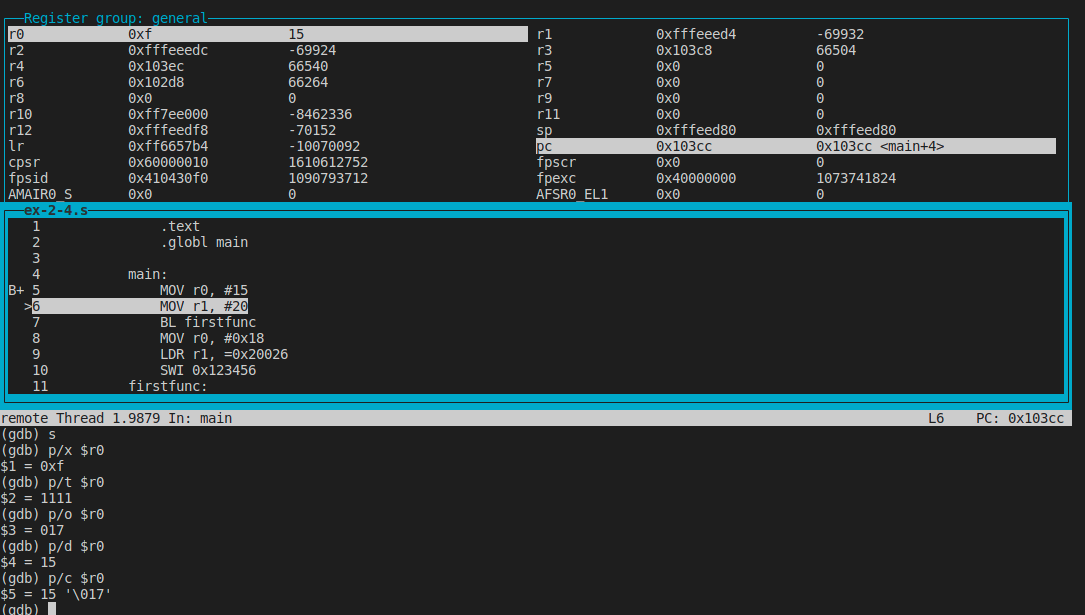 Register group: general
r0 0xf 15 r1 0xfffeeed4 -69932
r2 0xfffeeedc -69924 r3 0x103c8 66504
r4 0x103ec 66540 r5 0x0 0
r6 0x102d8 66264 r7 0x0 0
r8 0x0 0 r9 0x0 0
r10 0xff7ee000 -8462336 r11 0x0 0
r12 0xfffeedf8 -70152 sp 0xfffeed80 0xfffeed80
lr 0xff6657b4 -10070092 pc 0x103cc 0x103cc <main+4>
cpsr 0x60000010 1610612752 fpscr 0x0 0
fpsid 0x410430f0 1090793712 fpexc 0x40000000 1073741824
AMAIR0_S 0x0 0 AFSR0_EL1 0x0 0
ex-2-4.s
1 .text
2 .globl main
3
4 main:
B+ 5 MOV r0, #15
>6 MOV r1, #20
7 BL firstfunc
8 MOV r0, #0x18
9 LDR r1, =0x20026
10 SWI 0x123456
11 firstfunc:
remote Thread 1.9879 In: main L6 PC: 0x103cc
(gdb) s
(gdb) p/x $r0
$1 = 0xf
(gdb) p/t $r0
$2 = 1111
(gdb) p/o $r0
$3 = 017
(gdb) p/d $r0
$4 = 15
(gdb) p/c $r0
$5 = 15 '\017'
(gdb)